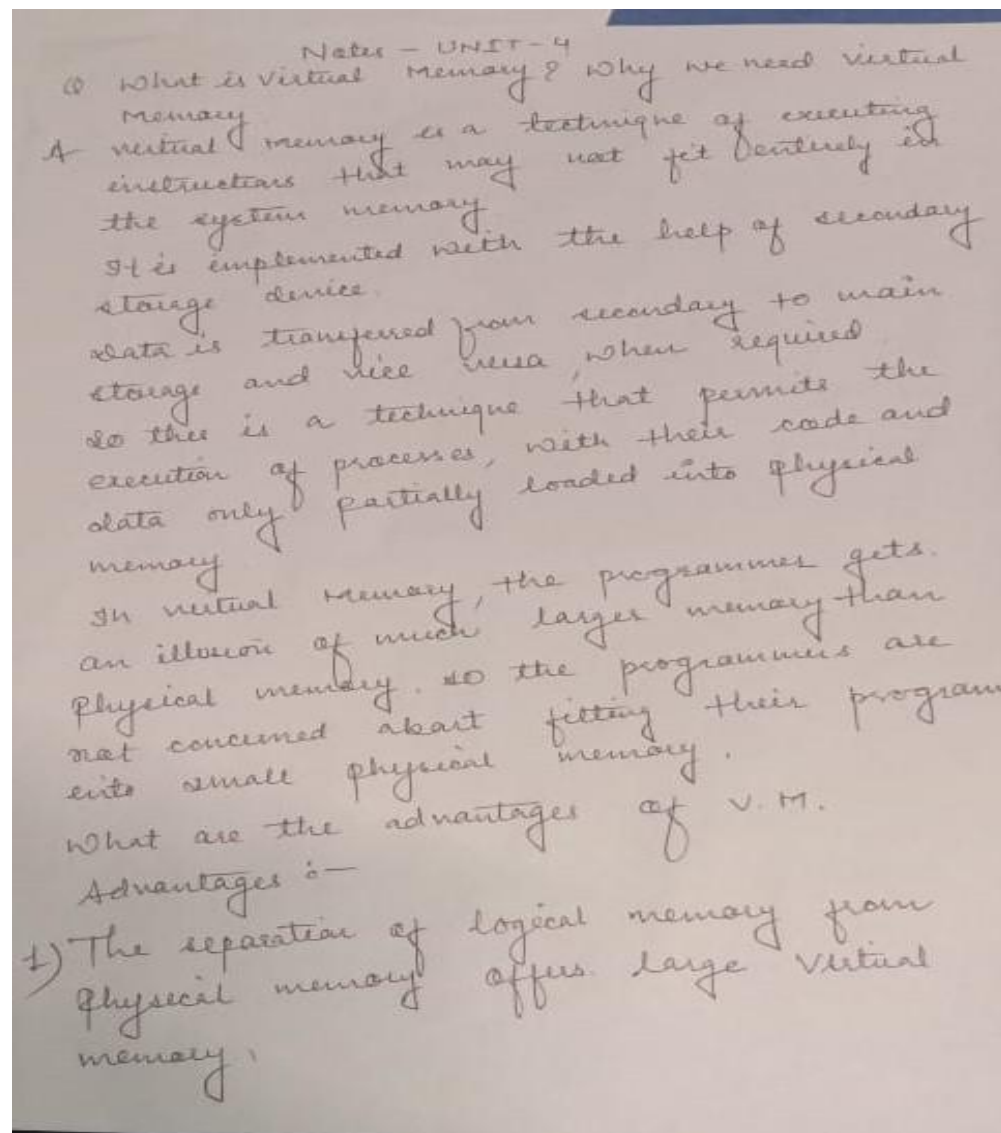 Notes - UNIT - 4
Q What is Virtual Memory? Why we need virtual
Memory
A virtual memory is a technique of executing
instructions that may not fit entirely in
the system memory
It is implemented with the help of secondary
storage device.
Data is transferred from secondary to main
storage and vice versa, when required
So this is a technique that permits the
execution of processes, with their code and
data only partially loaded into physical
memory
In virtual Memory, the programmer gets
an illusion of much larger memory than
Physical memory. So the programmers are
not concerned about fitting their program
into small physical memory.
What are the advantages of V.M.
Advantages :-
1) The separation of logical memory from
Physical memory offers large Virtual
memory.